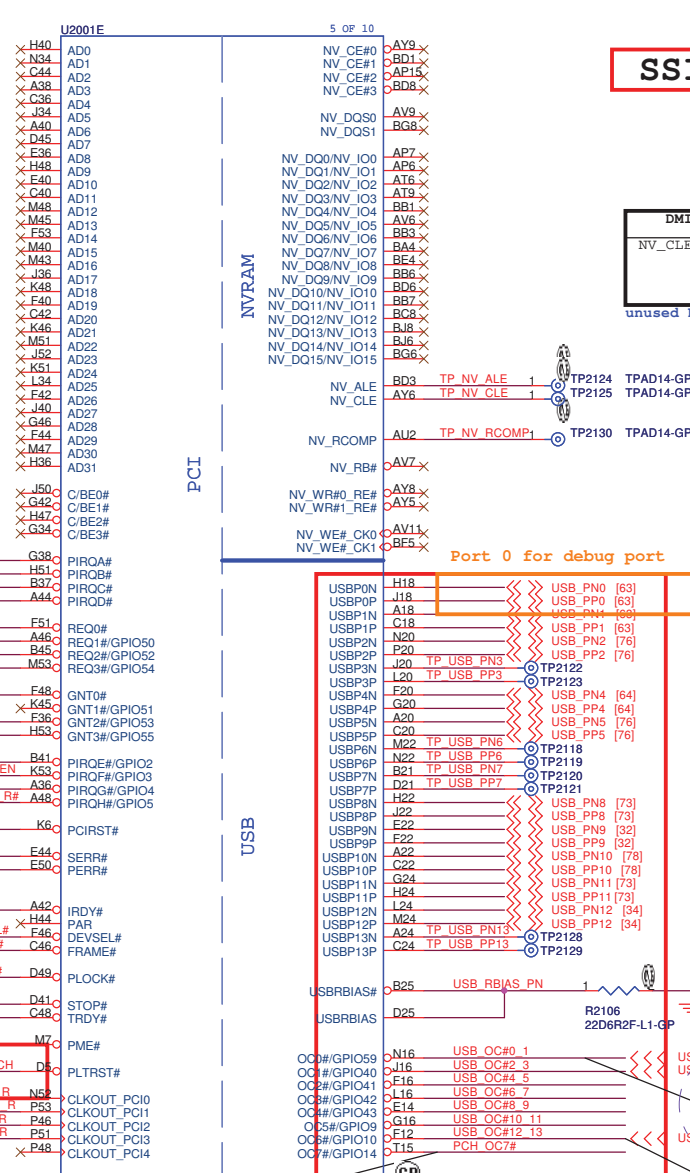 U2001E 5 OF 10
H40 AD0 NV_CE#0 AY9
N34 AD1 NV_CE#1 BD1
C44 AD2 NV_CE#2 AP15
A38 AD3 NV_CE#3 BD8
C36 AD4
J34 AD5 NV_DQS0 AV9
A40 AD6 NV_DQS1 BG8
D45 AD7
E36 AD8 NV_DQ0/NV_IO0 AP7
H48 AD9 NV_DQ1/NV_IO1 AP6
E40 AD10 NV_DQ2/NV_IO2 AT6
C40 AD11 NV_DQ3/NV_IO3 AT9
M48 AD12 NV_DQ4/NV_IO4 BB1
M45 AD13 NV_DQ5/NV_IO5 AV6
F53 AD14 NV_DQ6/NV_IO6 BB3
M40 AD15 NV_DQ7/NV_IO7 BA4
M43 AD16 NV_DQ8/NV_IO8 BE4
J36 AD17 NV_DQ9/NV_IO9 BB6
K48 AD18 NV_DQ10/NV_IO10 BD6
F40 AD19 NV_DQ11/NV_IO11 BB7
C42 AD20 NV_DQ12/NV_IO12 BC8
K46 AD21 NV_DQ13/NV_IO13 BJ8
M51 AD22 NV_DQ14/NV_IO14 BJ6
J52 AD23 NV_DQ15/NV_IO15 BG6
K51 AD24
L34 AD25 NV_ALE BD3 TP_NV_ALE 1 TP2124 TPAD14-GP
F42 AD26 NV_CLE AY6 TP_NV_CLE 1 TP2125 TPAD14-GP
J40 AD27
G46 AD28
F44 AD29 NV_RCOMP AU2 TP_NV_RCOMP 1 TP2130 TPAD14-GP
M47 AD30
H36 AD31 NV_RB# AV7
NVRAM
PCI
J50 C/BE0# NV_WR#0_RE# AY8
G42 C/BE1# NV_WR#1_RE# AY5
H47 C/BE2#
G34 C/BE3# NV_WE#_CK0 AV11
NV_WE#_CK1 BF5
SSI
DMI
NV_CLE
unused
Port 0 for debug port
G38 PIRQA#
H51 PIRQB#
B37 PIRQC# USBP0N H18 USB_PN0 [63]
A44 PIRQD# USBP0P J18 USB_PP0 [63]
USBP1N A18 USB_PN1 [63]
F51 REQ0# USBP1P C18 USB_PP1 [63]
A46 REQ1#/GPIO50 USBP2N N20 USB_PN2 [76]
B45 REQ2#/GPIO52 USBP2P P20 USB_PP2 [76]
M53 REQ3#/GPIO54 USBP3N J20 TP_USB_PN3 TP2122
USBP3P L20 TP_USB_PP3 TP2123
F48 GNT0# USBP4N F20 USB_PN4 [64]
K45 GNT1#/GPIO51 USBP4P G20 USB_PP4 [64]
F36 GNT2#/GPIO53 USBP5N A20 USB_PN5 [76]
H53 GNT3#/GPIO55 USBP5P C20 USB_PP5 [76]
USBP6N M22 TP_USB_PN6 TP2118
B41 PIRQE#/GPIO2 USBP6P N22 TP_USB_PP6 TP2119
EN K53 PIRQF#/GPIO3 USBP7N B21 TP_USB_PN7 TP2120
A36 PIRQG#/GPIO4 USBP7P D21 TP_USB_PP7 TP2121
R# A48 PIRQH#/GPIO5 USBP8N H22 USB_PN8 [73]
USBP8P J22 USB_PP8 [73]
K6 PCIRST# USBP9N E22 USB_PN9 [32]
USBP9P F22 USB_PP9 [32]
USB
E44 SERR# USBP10N A22 USB_PN10 [78]
E50 PERR# USBP10P C22 USB_PP10 [78]
USBP11N G24 USB_PN11 [73]
USBP11P H24 USB_PP11 [73]
A42 IRDY# USBP12N L24 USB_PN12 [34]
H44 PAR USBP12P M24 USB_PP12 [34]
F46 DEVSEL# USBP13N A24 TP_USB_PN13 TP2128
C46 FRAME# USBP13P C24 TP_USB_PP13 TP2129
D49 PLOCK#
USBRBIAS# B25 USB_RBIAS_PN 1
D41 STOP# R2106
C48 TRDY# USBRBIAS D25 22D6R2F-L1-GP
M7 PME#
OC0#/GPIO59 N16 USB_OC#0_1
CH D5 PLTRST# OC1#/GPIO40 J16 USB_OC#2_3
OC2#/GPIO41 F16 USB_OC#4_5
R N52 CLKOUT_PCI0 OC3#/GPIO42 L16 USB_OC#6_7
R P53 CLKOUT_PCI1 OC4#/GPIO43 E14 USB_OC#8_9
R P46 CLKOUT_PCI2 OC5#/GPIO9 G16 USB_OC#10_11
R P51 CLKOUT_PCI3 OC6#/GPIO10 F12 USB_OC#12_13
P48 CLKOUT_PCI4 OC7#/GPIO14 T15 PCH_OC7#